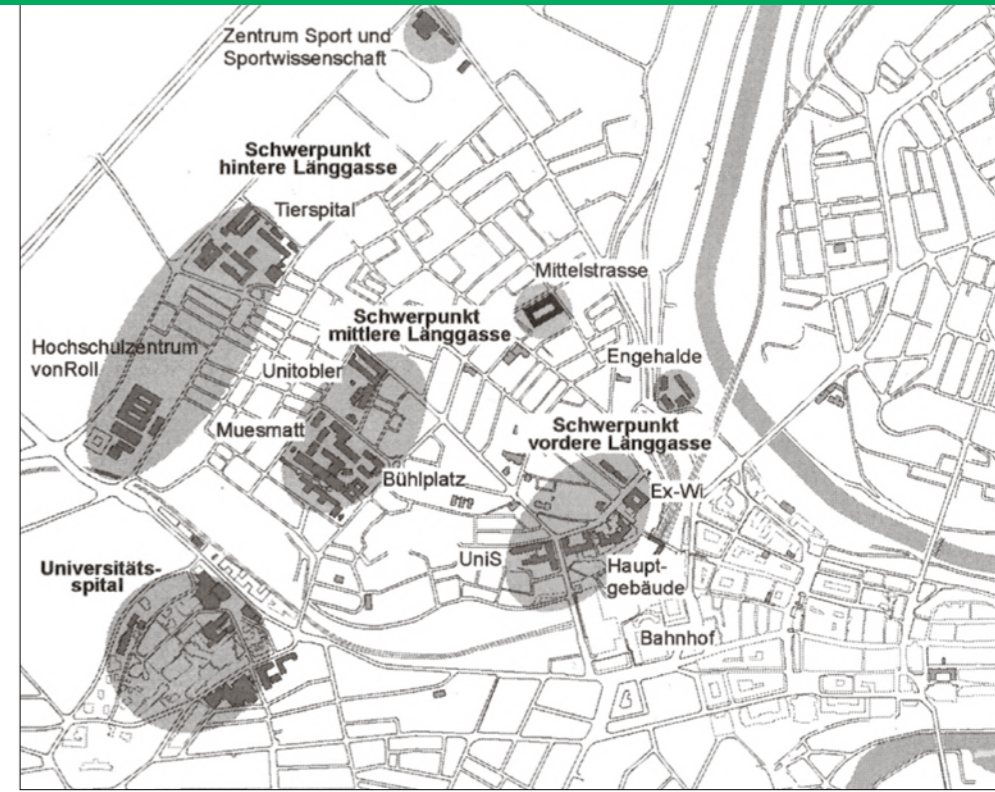 Zentrum Sport und
Sportwissenschaft
Schwerpunkt
hintere Länggasse
Tierspital
Mittelstrasse
Schwerpunkt
mittlere Länggasse
Hochschulzentrum
vonRoll
Unitobler
Engehalde
Muesmatt
Schwerpunkt
vordere Länggasse
Bühlplatz
Ex-Wi
UniS
Haupt-
gebäude
Universitäts-
spital
Bahnhof